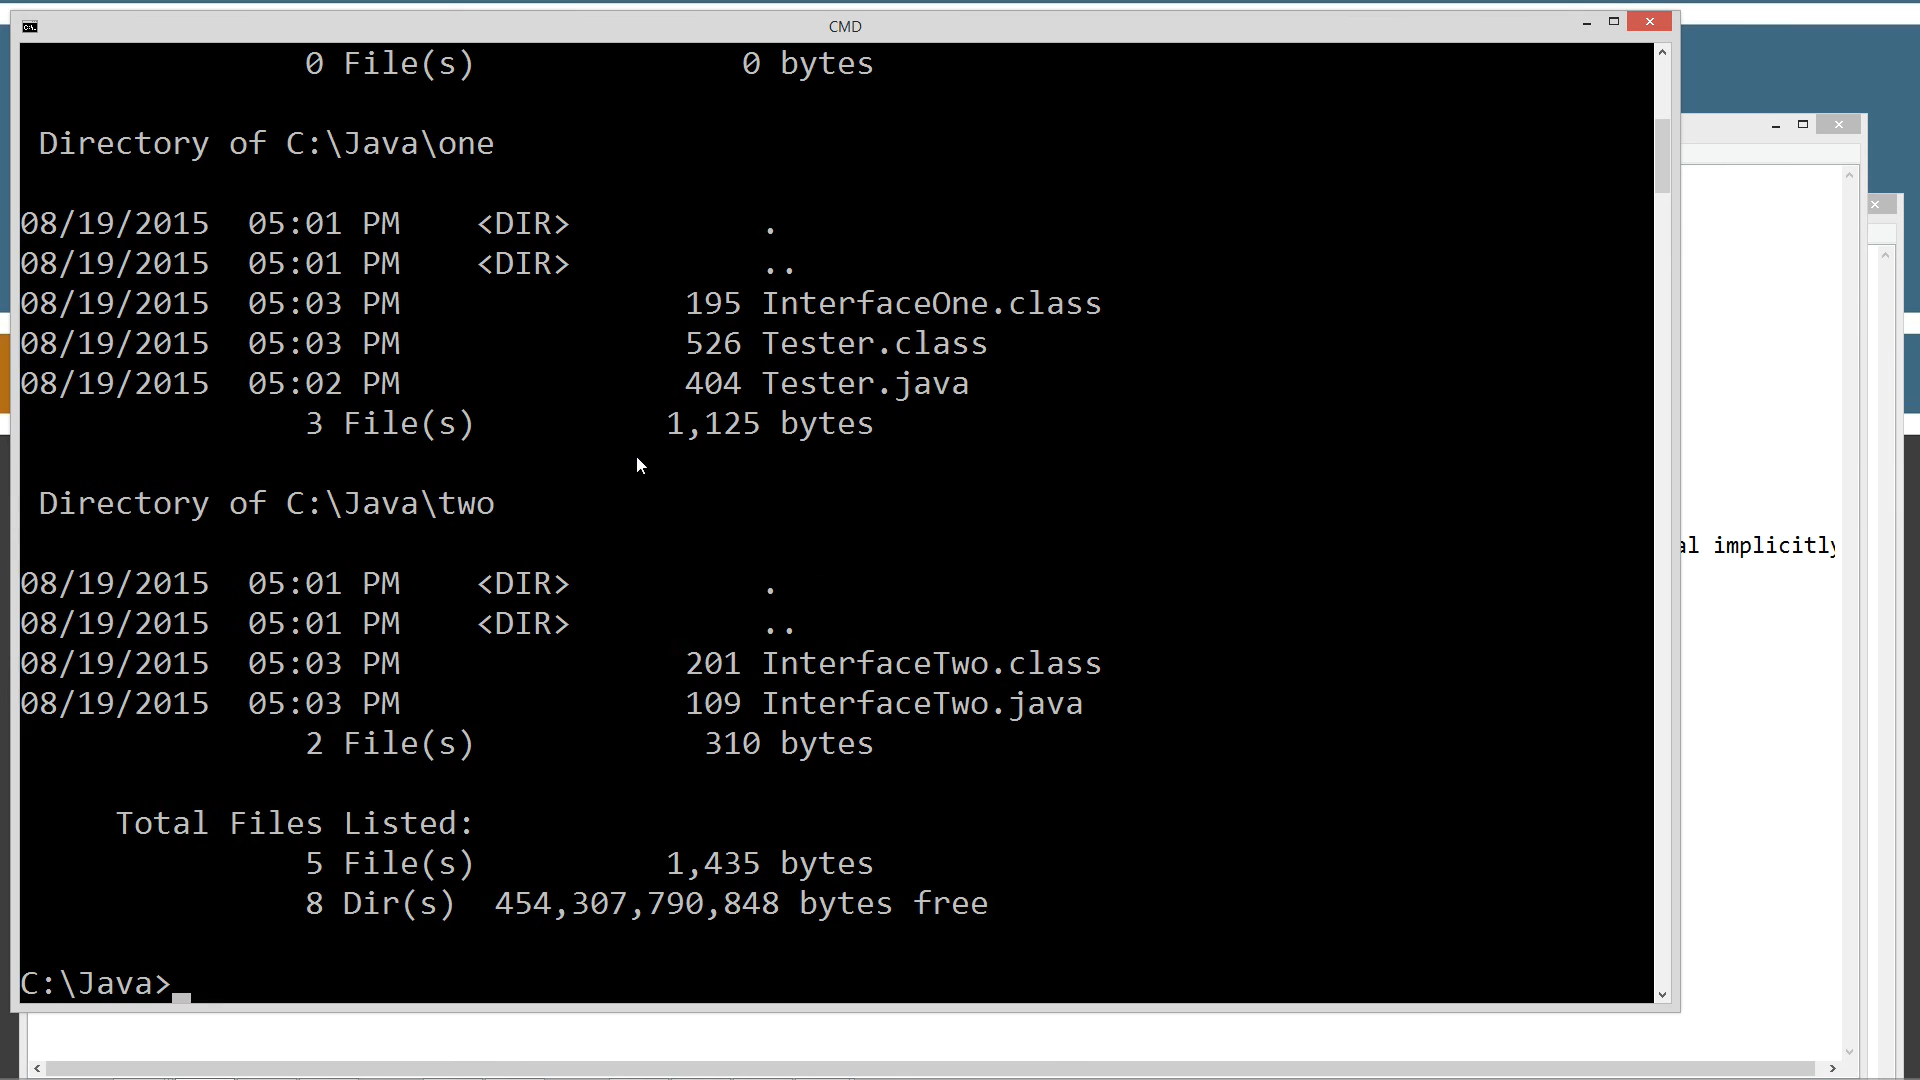 CMD
0 File(s) 0 bytes
Directory of C:\Java\one
08/19/2015 05:01 PM <DIR> .
08/19/2015 05:01 PM <DIR> ..
08/19/2015 05:03 PM 195 InterfaceOne.class
08/19/2015 05:03 PM 526 Tester.class
08/19/2015 05:02 PM 404 Tester.java
3 File(s) 1,125 bytes
Directory of C:\Java\two
al implicitly
08/19/2015 05:01 PM <DIR> .
08/19/2015 05:01 PM <DIR> ..
08/19/2015 05:03 PM 201 InterfaceTwo.class
08/19/2015 05:03 PM 109 InterfaceTwo.java
2 File(s) 310 bytes
Total Files Listed:
5 File(s) 1,435 bytes
8 Dir(s) 454,307,790,848 bytes free
C:\Java>